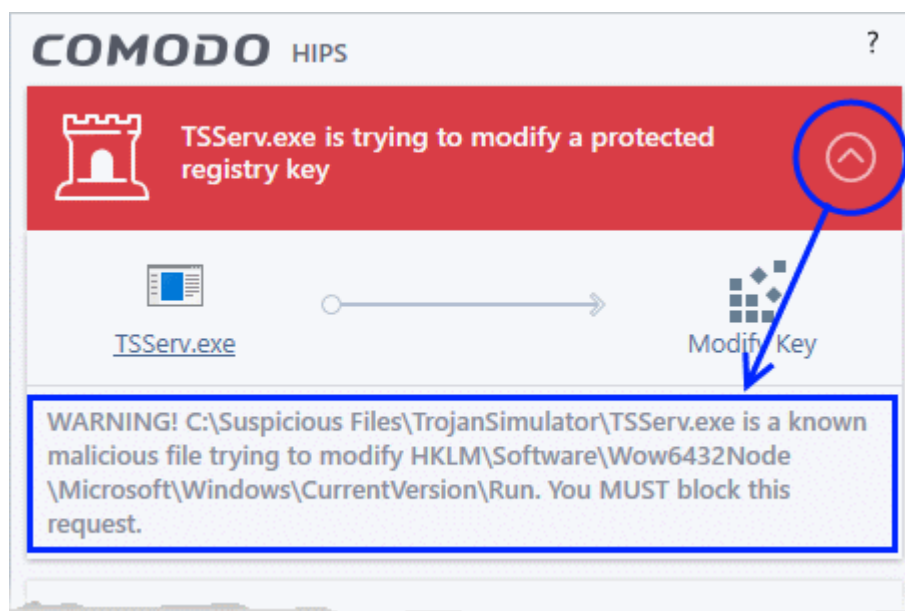 COMODO HIPS ?
TSServ.exe is trying to modify a protected
registry key
TSServ.exe Modify Key
WARNING! C:\Suspicious Files\TrojanSimulator\TSServ.exe is a known
malicious file trying to modify HKLM\Software\Wow6432Node
\Microsoft\Windows\CurrentVersion\Run. You MUST block this
request.